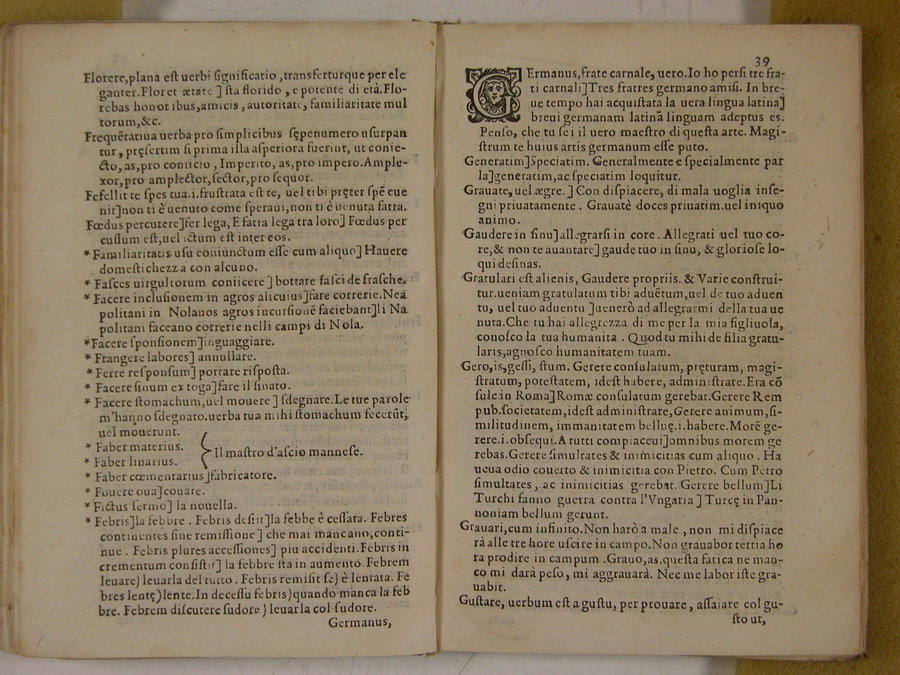 Florere,plana est uerbi significatio ,transferturque per ele
ganter.Floret ætate ] sta florido , e potente di età.Flo-
rebas honoribus,amicis , autoritate, familiaritate mul
torum,&c.
Frequētatiua uerba pro simplicibus sępenumero usurpan
tur, pręsertim si prima illa asperiora fuerint, ut conie-
cto,as,pro coniicio , Imperito, as, pro impero.Ample-
xor,pro amplector,sector,pro sequor.
Fefellit te spes tua.i.frustrata est te, uel tibi pręter spē eue
nit]non ti è uenuto come speraui,non ti è uenuta fatta.
Fœdus percutere]fer lega, E fatta lega tra loro] Fœdus per
cussum est,uel ictum est inter eos.
* Familiaritatis usu coniunctum esse cum aliquo] Hauere
domestichezza con alcuno.
* Fasces uirgultorum coniicere ] bottare fasci de frasche.
* Facere inclusionem in agros alicuius]fare correrie.Nea
politani in Nolanos agros incursionē faciebant]li Na
politani faceano correrie nelli campi di Nola.
*Facere sponsionem]inguaggiare.
* Frangere labores] annullare.
* Ferre responsum] portare risposta.
* Facere sinum ex toga]fare il sinato.
* Facere stomachum,uel mouere ] sdegnare.Le tue parole
m'hanno sdegnato.uerba tua mihi stomachum fecerūt,
uel mouerunt.
* Faber materius.
* Faber linarius.
Il mastro d'ascio mannese.
* Faber cœmentarius ]fabricatore.
* Fouere oua]couare.
* Fictus sermo] la nouella.
* Febris]la febbre . Febris desiit]la febbe è cessata. Febres
continentes sine remissione ] che mai mancano,conti-
nue . Febris plures accessiones] piu accidenti.Febris in
crementum consistit] la febbre sta in aumento. Febrem
leuare) leuarla del tutto . Febris remisit se) è lentata. Fe
bres lentę)lente.In decessu febris)quando manca la feb
bre. Febrem discutere sudore ) leuarla col sudore.
Germanus,
39
GErmanus,frate carnale, uero.Io ho persi tre fra-
ti carnali]Tres fratres germano amisi. In bre-
ue tempo hai acquistata la uera lingua latina]
breui germanam latinā linguam adeptus es.
Penso, che tu sei il uero maestro di questa arte. Magi-
strum te huius artis germanum esse puto.
Generatim]Speciatim. Generalmente e specialmente par
la]generatim,ac speciatim loquitur.
Grauate, uel ægre. ] Con dispiacere, di mala uoglia inse-
gni priuatamente . Grauatè doces priuatim.uel iniquo
animo.
Gaudere in sinu]allegrarsi in core . Allegrati uel tuo co-
re,& non te auantare]gaude tuo in sinu, & gloriose lo-
qui desinas.
Gratulari est alienis, Gaudere propriis. & Varie construi-
tur.ueniam gratulatum tibi aduētum,uel de tuo aduen
tu, uel tuo aduentu ]uenerò ad allegrarmi della tua ue
nuta.Che tu hai allegrezza di me per la mia figliuola,
conosco la tua humanita . Quod tu mihi de filia gratu-
laris,agnosco humanitatem tuam.
Gero,is,gessi, stum. Gerere consulatum, pręturam, magi-
stratum, potestatem, idest habere, administrate.Era cō
sule in Roma]Romæ consulatum gerebat.Gerere Rem
pub.societatem,idest administrate,Gerere animum,si-
militudinem, immanitatem belluę.i.habere.Morē ge-
rere.i.obsequi.A tutti compiaceui]omnibus morem ge
rebas.Gerere simultates & inimicitias cum aliquo . Ha
ueua odio couerto & inimicitia con Pietro. Cum Petro
simultates , ac inimicitias gerebat. Gerere bellum]Li
Turchi fanno guerra contra l'Vngaria ] Turcę in Pan-
noniam bellum gerunt.
Grauari,cum infinito.Non harò a male , non mi dispiace
rà alle tre hore uscire in campo.Non grauabor tertia ho
ra prodire in campum . Grauo,as.questa fatica ne man-
co mi darà peso, mi aggrauarà. Nec me labor iste gra-
uabit.
Gustare, uerbum est a gustu, per prouare, assaiare col gu-
sto ut,